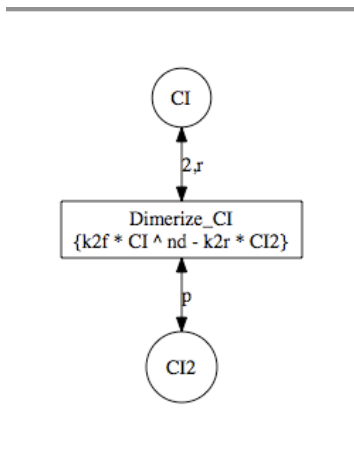 CI
2,r
Dimerize_CI
{k2f * CI ^ nd - k2r * CI2}
p
CI2